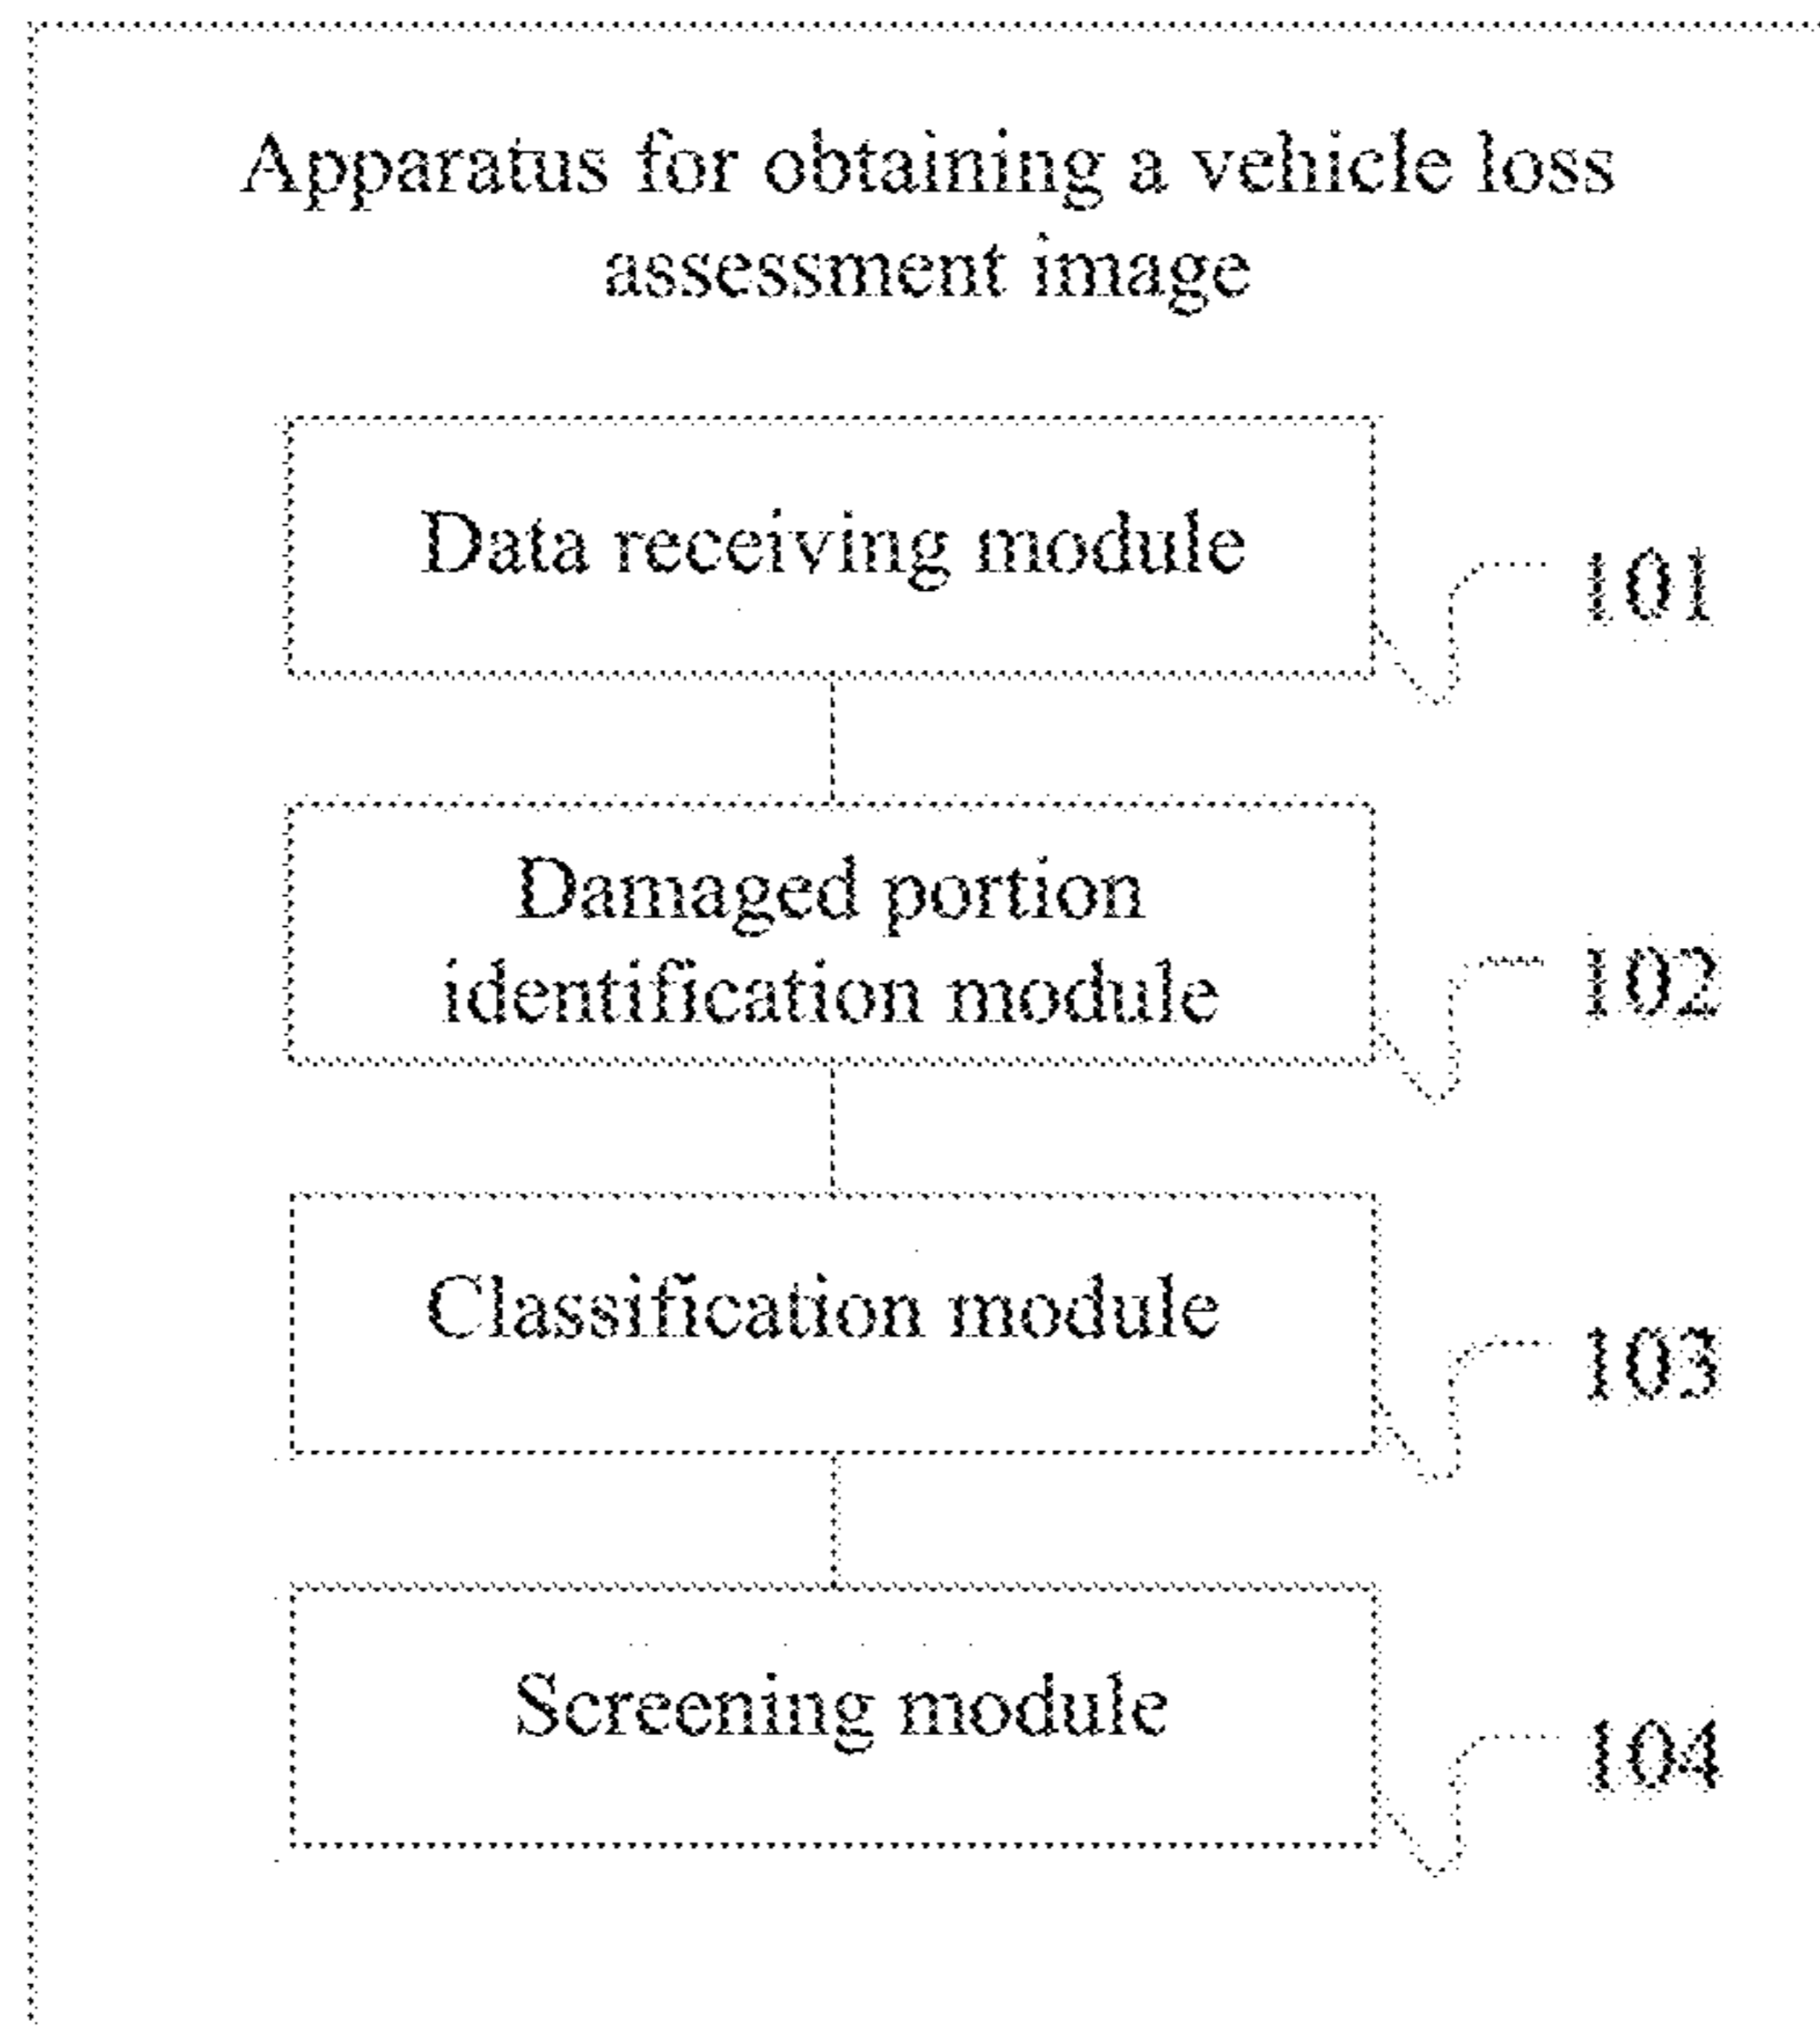 Apparatus for obtaining a vehicle loss
assessment image
Data receiving module
101
Damaged portion
identification module
102
Classification module
103
Screening module
104